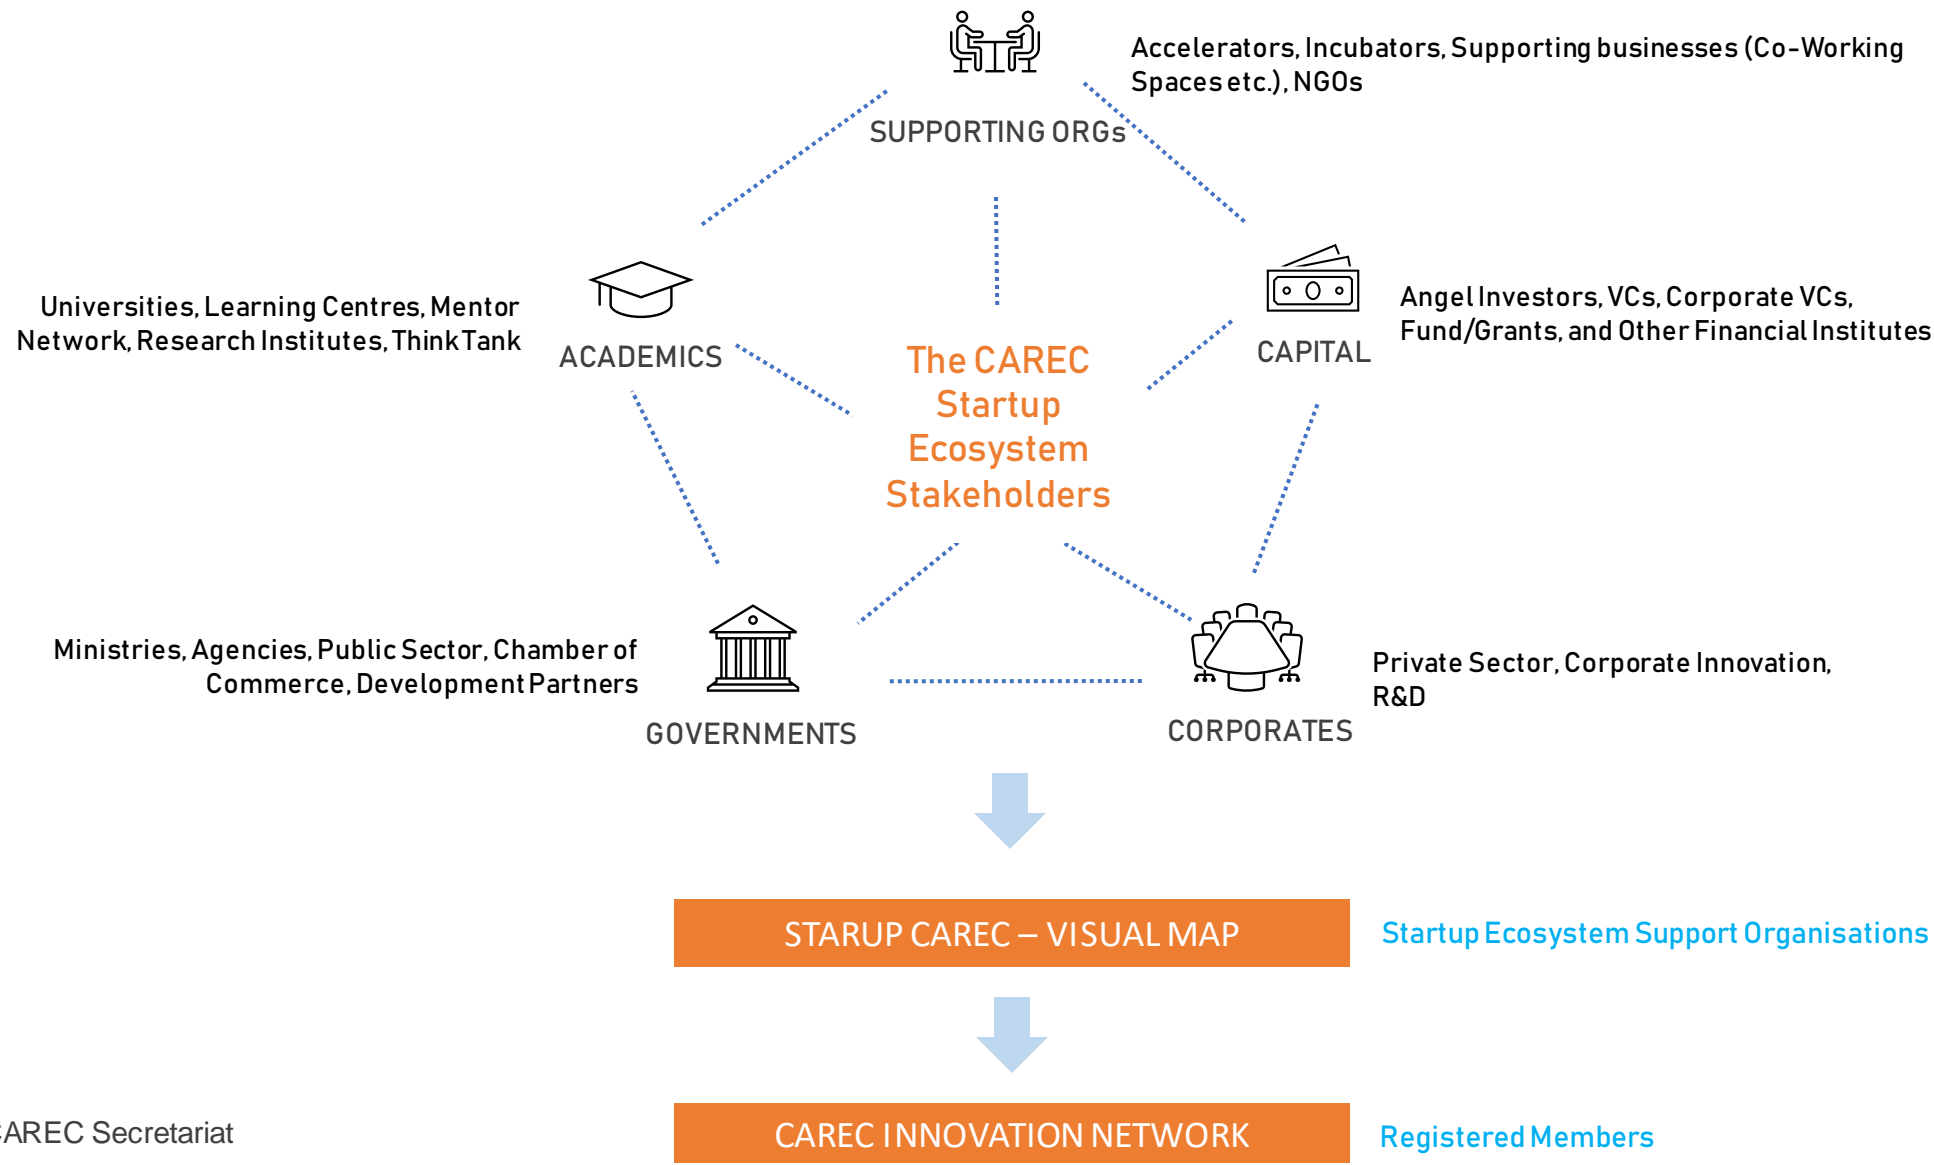 Accelerators, Incubators, Supporting businesses (Co-Working
Spaces etc.), NGOs
SUPPORTING ORGs
Universities, Learning Centres, Mentor
Network, Research Institutes, Think Tank
ACADEMICS
The CAREC
Startup
Ecosystem
Stakeholders
CAPITAL
Angel Investors, VCs, Corporate VCs,
Fund/Grants, and Other Financial Institutes
Ministries, Agencies, Public Sector, Chamber of
Commerce, Development Partners
GOVERNMENTS
CORPORATES
Private Sector, Corporate Innovation,
R&D
STARUP CAREC – VISUAL MAP
Startup Ecosystem Support Organisations
CAREC INNOVATION NETWORK
Registered Members
CAREC Secretariat